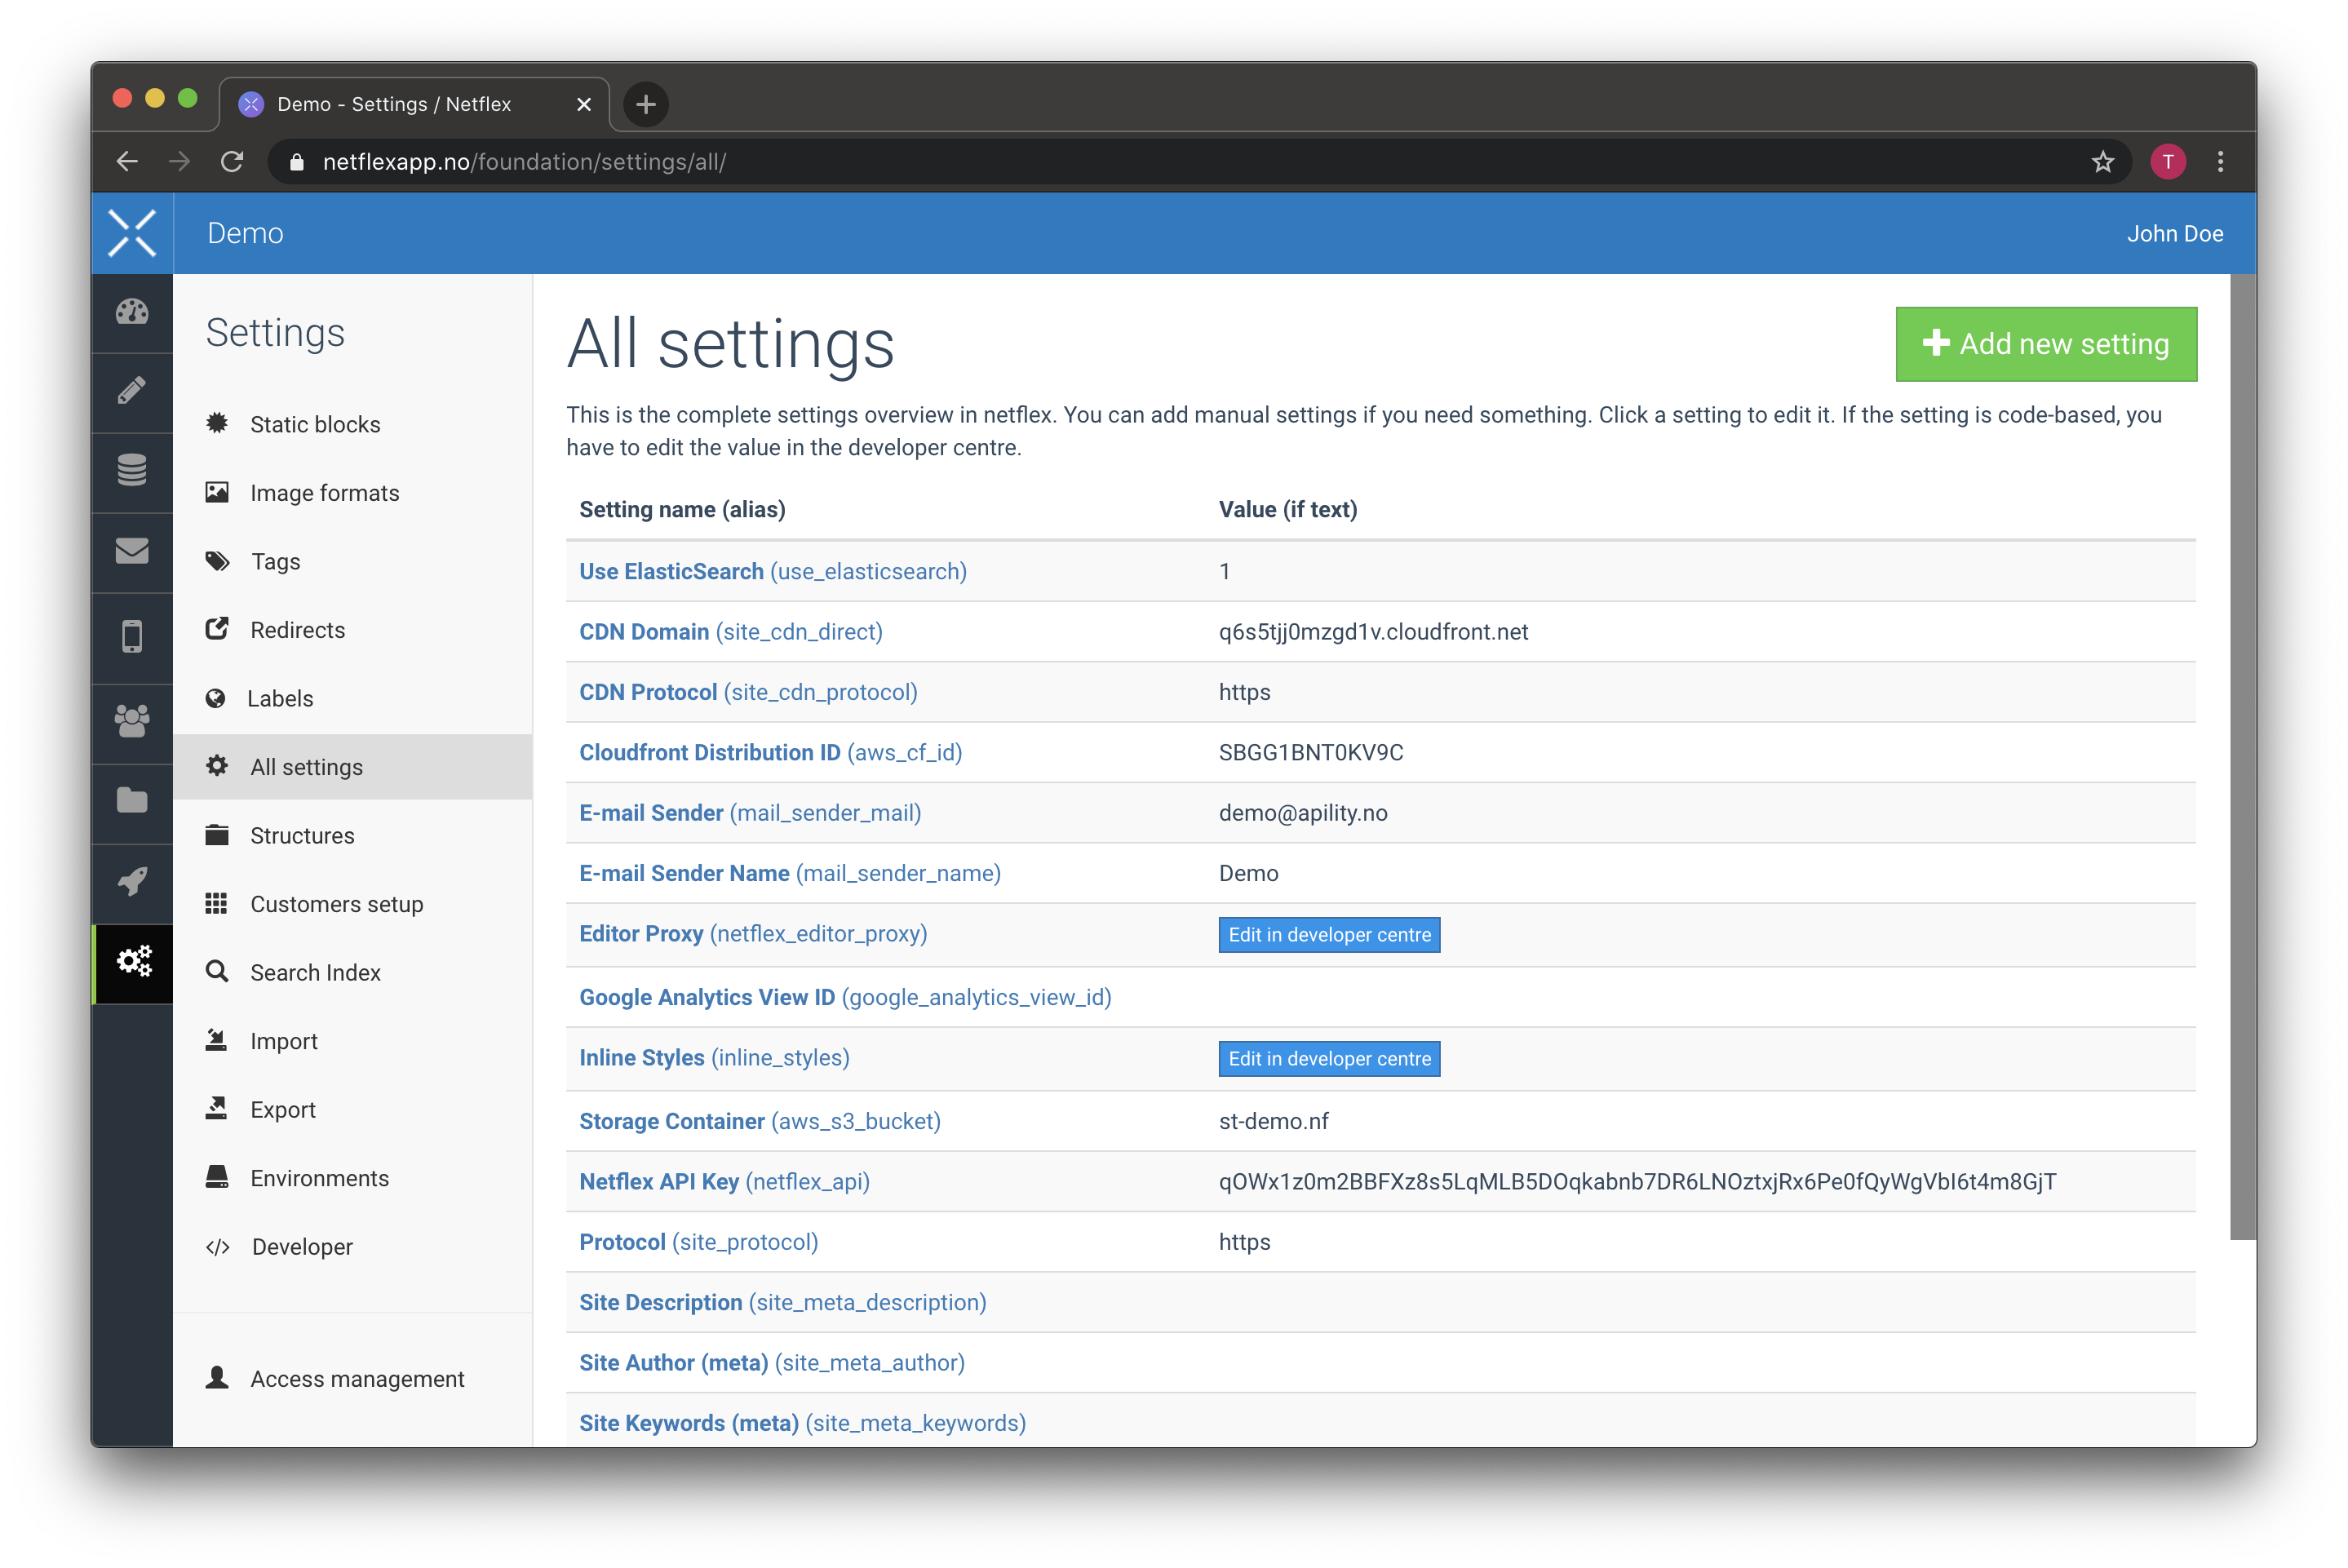 Demo - Settings / Netflex
netflexapp.no/foundation/settings/all/
T
Demo
John Doe
Settings
Static blocks
Image formats
Tags
Redirects
Labels
All settings
Structures
Customers setup
Search Index
Import
Export
Environments
Developer
Access management
All settings
Add new setting
This is the complete settings overview in netflex. You can add manual settings if you need something. Click a setting to edit it. If the setting is code-based, you
have to edit the value in the developer centre.
Setting name (alias) Value (if text)
Use ElasticSearch (use_elasticsearch) 1
CDN Domain (site_cdn_direct) q6s5tjj0mzgd1v.cloudfront.net
CDN Protocol (site_cdn_protocol) https
Cloudfront Distribution ID (aws_cf_id) SBGG1BNT0KV9C
E-mail Sender (mail_sender_mail) demo@apility.no
E-mail Sender Name (mail_sender_name) Demo
Editor Proxy (netflex_editor_proxy) Edit in developer centre
Google Analytics View ID (google_analytics_view_id)
Inline Styles (inline_styles) Edit in developer centre
Storage Container (aws_s3_bucket) st-demo.nf
Netflex API Key (netflex_api) qOWx1z0m2BBFXz8s5LqMLB5DOqkabnb7DR6LNOztxjRx6Pe0fQyWgVbI6t4m8GjT
Protocol (site_protocol) https
Site Description (site_meta_description)
Site Author (meta) (site_meta_author)
Site Keywords (meta) (site_meta_keywords)